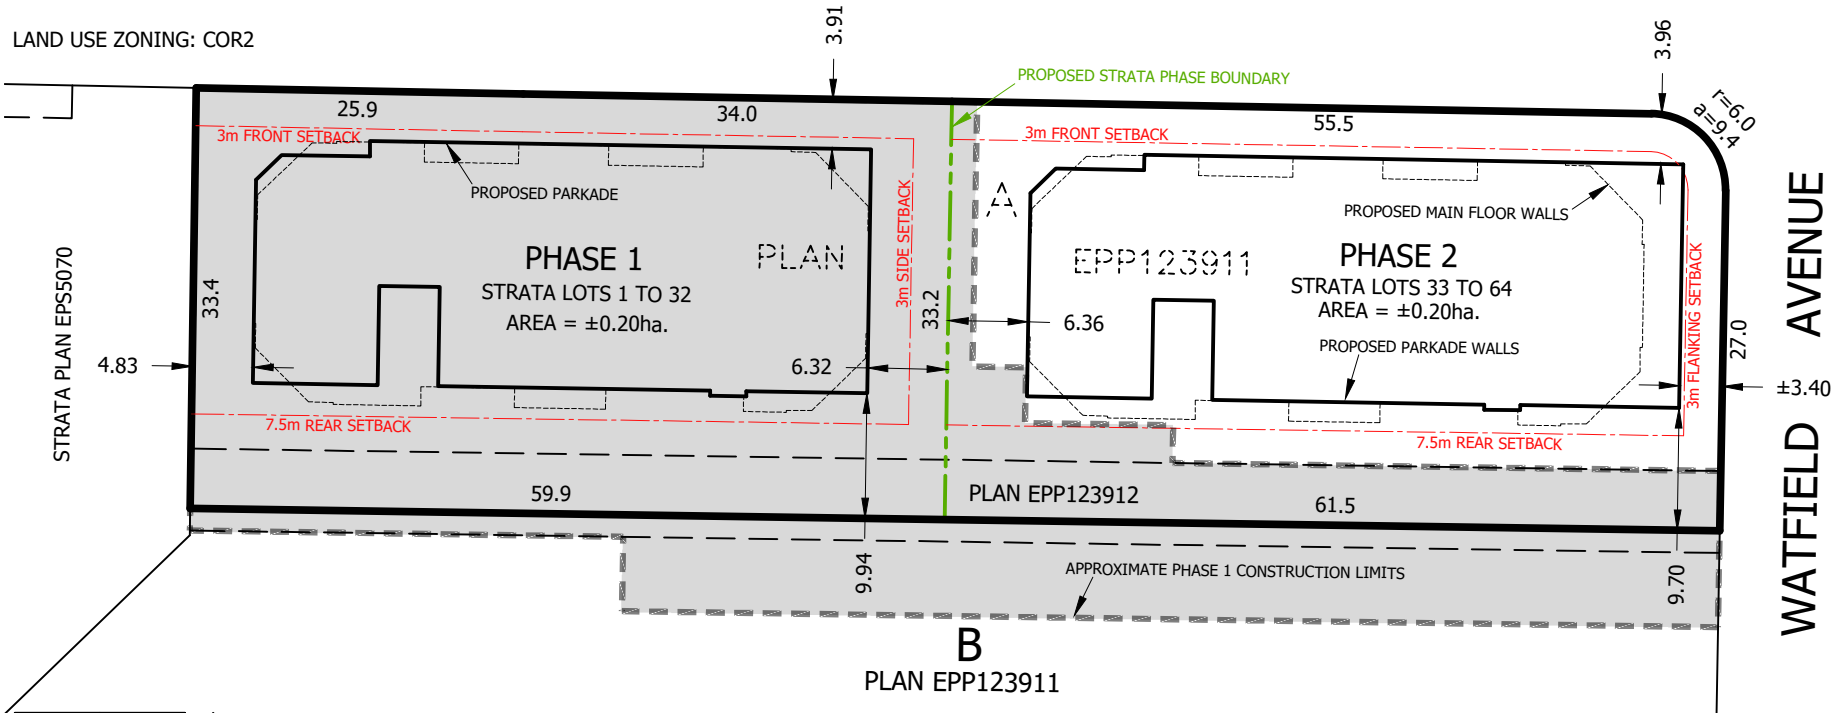 LAND USE ZONING: COR2
3.91
3.96
PROPOSED STRATA PHASE BOUNDARY
r=6.0
a=9.4
25.9
34.0
55.5
3m FRONT SETBACK
3m FRONT SETBACK
PROPOSED PARKADE
A
PROPOSED MAIN FLOOR WALLS
PHASE 1
STRATA LOTS 1 TO 32
AREA = ±0.20ha.
PLAN
EPP123911
PHASE 2
STRATA LOTS 33 TO 64
AREA = ±0.20ha.
3m SIDE SETBACK
3m FLANKING SETBACK
STRATA PLAN EPS5070
33.4
33.2
27.0
WATFIELD AVENUE
4.83
6.32
6.36
PROPOSED PARKADE WALLS
±3.40
7.5m REAR SETBACK
7.5m REAR SETBACK
59.9
PLAN EPP123912
61.5
9.94
9.70
APPROXIMATE PHASE 1 CONSTRUCTION LIMITS
B
PLAN EPP123911